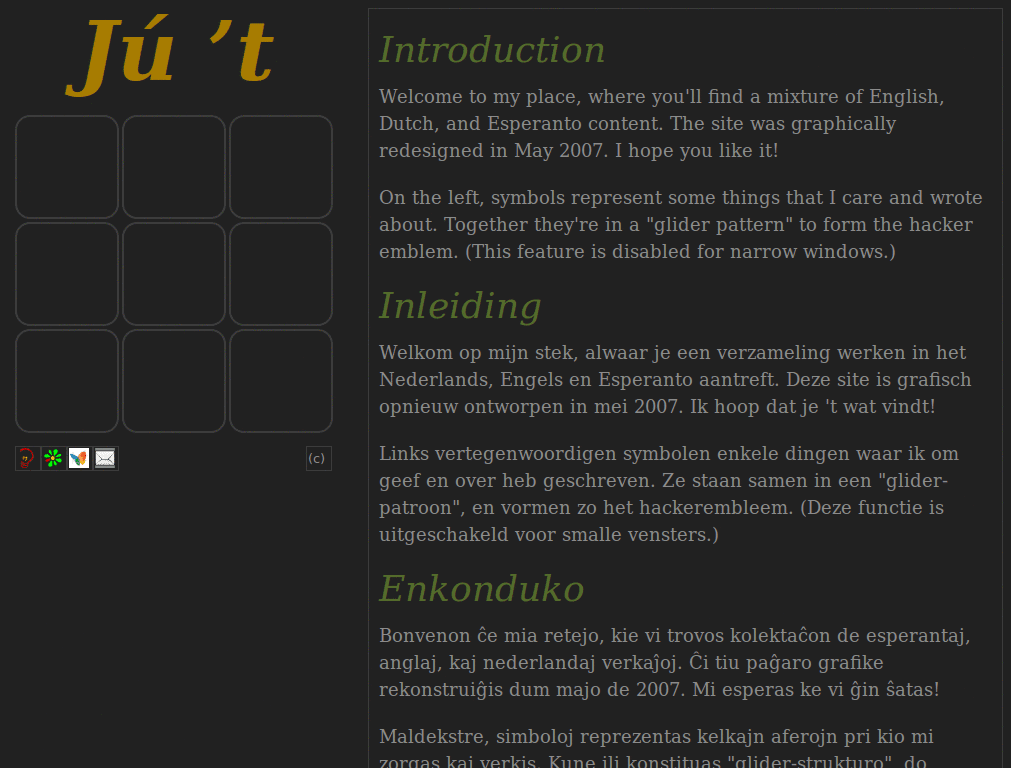 Jú ’t
(c)
Introduction
Welcome to my place, where you'll find a mixture of English,
Dutch, and Esperanto content. The site was graphically
redesigned in May 2007. I hope you like it!
On the left, symbols represent some things that I care and wrote
about. Together they're in a "glider pattern" to form the hacker
emblem. (This feature is disabled for narrow windows.)
Inleiding
Welkom op mijn stek, alwaar je een verzameling werken in het
Nederlands, Engels en Esperanto aantreft. Deze site is grafisch
opnieuw ontworpen in mei 2007. Ik hoop dat je 't wat vindt!
Links vertegenwoordigen symbolen enkele dingen waar ik om
geef en over heb geschreven. Ze staan samen in een "glider-
patroon", en vormen zo het hackerembleem. (Deze functie is
uitgeschakeld voor smalle vensters.)
Enkonduko
Bonvenon ĉe mia retejo, kie vi trovos kolektaĉon de esperantaj,
anglaj, kaj nederlandaj verkaĵoj. Ĉi tiu paĝaro grafike
rekonstruiĝis dum majo de 2007. Mi esperas ke vi ĝin ŝatas!
Maldekstre, simboloj reprezentas kelkajn aferojn pri kio mi
zorgas kaj verkis. Kune ili konstituas "glider-strukturo", do